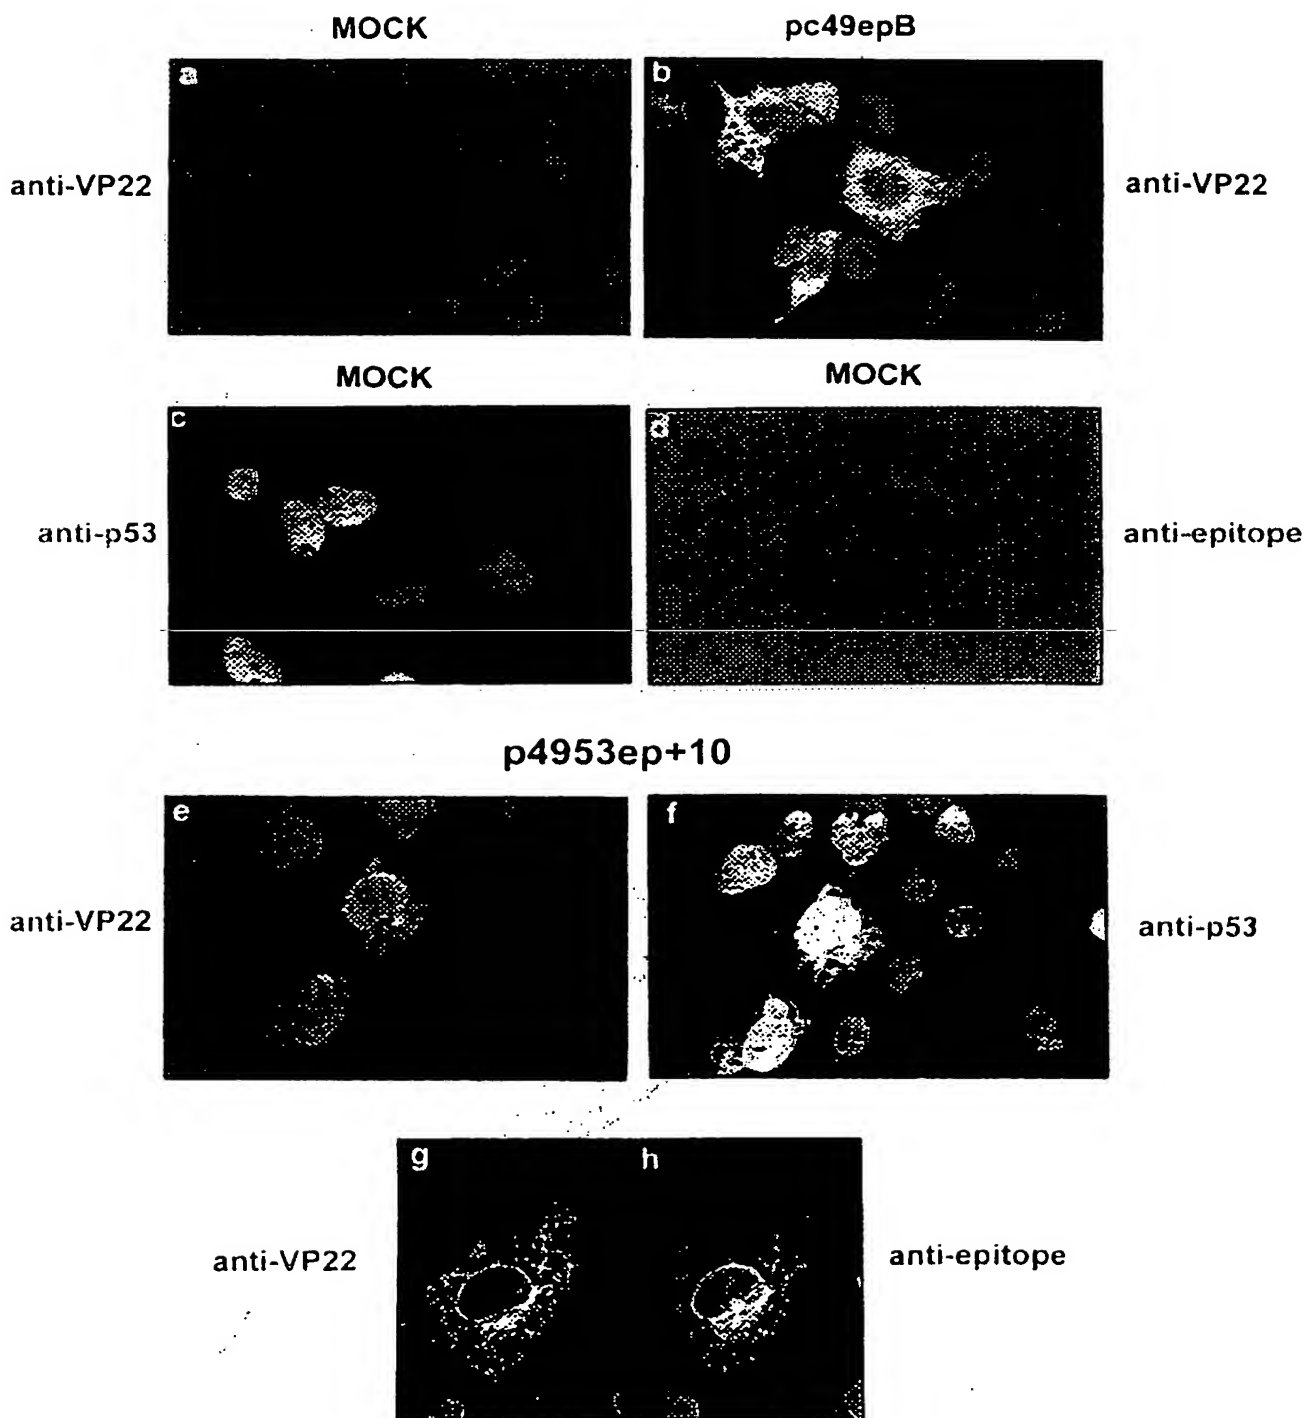 MOCK pc49epB
a b
anti-VP22 anti-VP22
MOCK MOCK
c d
anti-p53 anti-epitope
p4953ep+10
e f
anti-VP22 anti-p53
g h
anti-VP22 anti-epitope